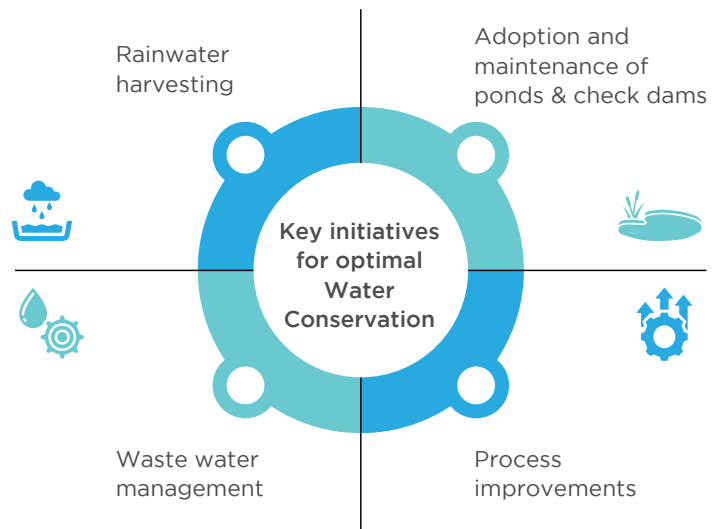 Rainwater
harvesting
Adoption and
maintenance of
ponds & check dams
Key initiatives
for optimal
Water
Conservation
Waste water
management
Process
improvements